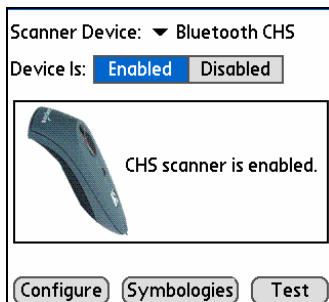 Scanner Device: Bluetooth CHS
Device Is: Enabled Disabled
CHS scanner is enabled.
Configure Symbologies Test